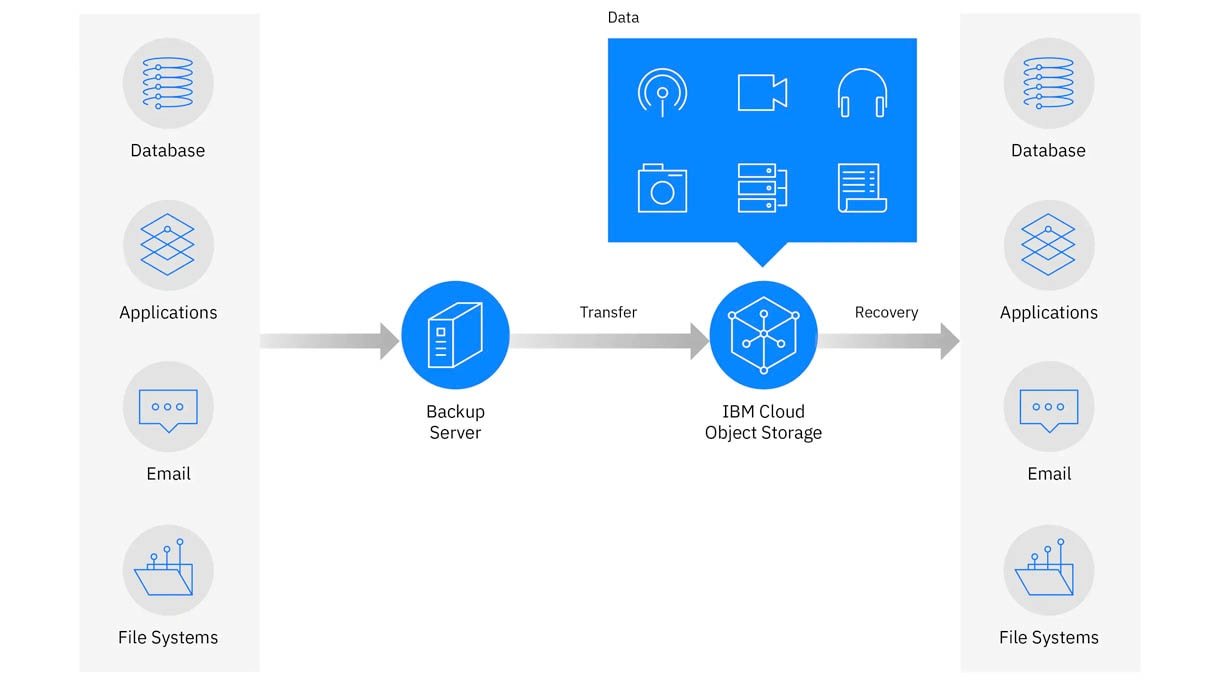 Data
Database
Applications
Email
File Systems
Backup
Server
Transfer
IBM Cloud
Object Storage
Recovery
Database
Applications
Email
File Systems